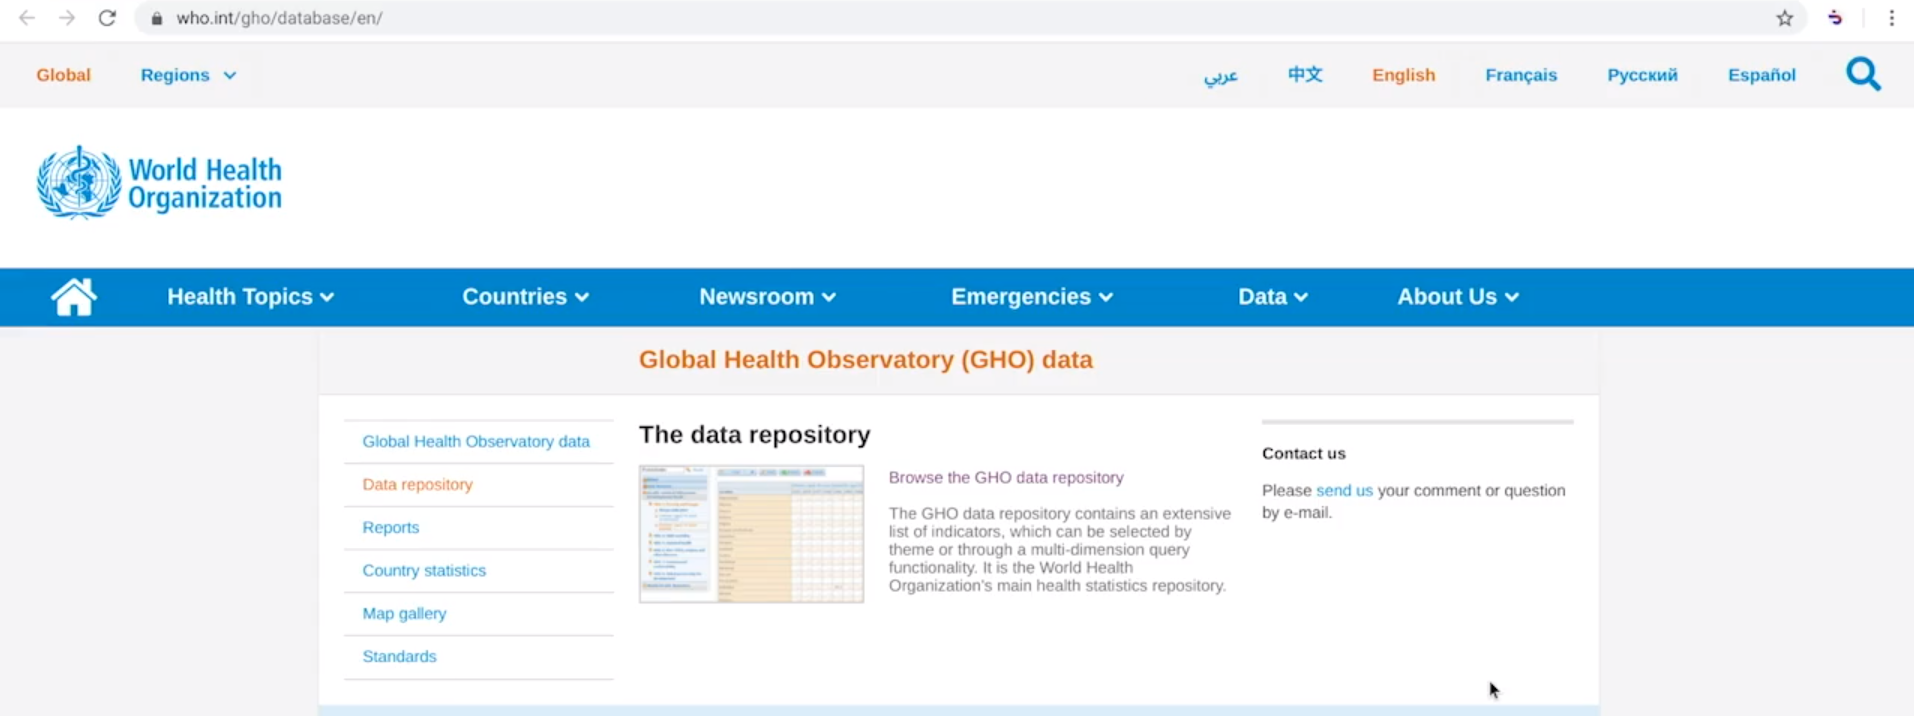 who.int/gho/database/en/
Global
Regions
عربي
中文
English
Français
Русский
Español
World Health
Organization
Health Topics
Countries
Newsroom
Emergencies
Data
About Us
Global Health Observatory (GHO) data
Global Health Observatory data
Data repository
Reports
Country statistics
Map gallery
Standards
The data repository
Browse the GHO data repository
The GHO data repository contains an extensive
list of indicators, which can be selected by
theme or through a multi-dimension query
functionality. It is the World Health
Organization's main health statistics repository.
Contact us
Please send us your comment or question
by e-mail.